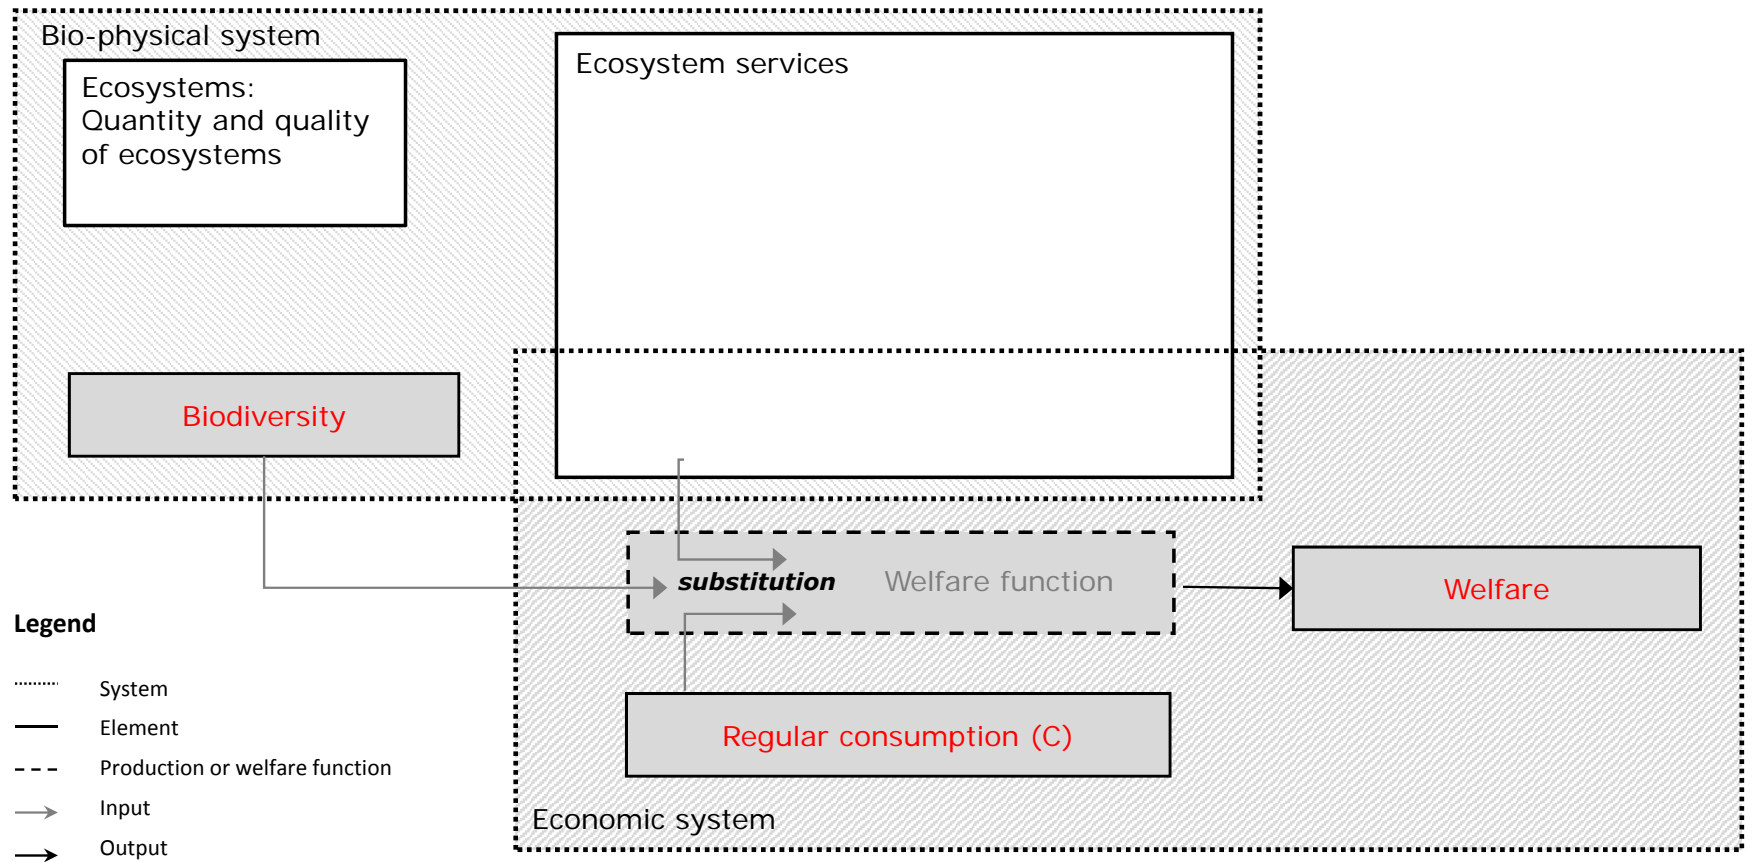 Bio-physical system
Ecosystems:
Quantity and quality
of ecosystems
Ecosystem services
Biodiversity
substitution
Welfare function
Welfare
Regular consumption (C)
Economic system
Legend
System
Element
Production or welfare function
Input
Output